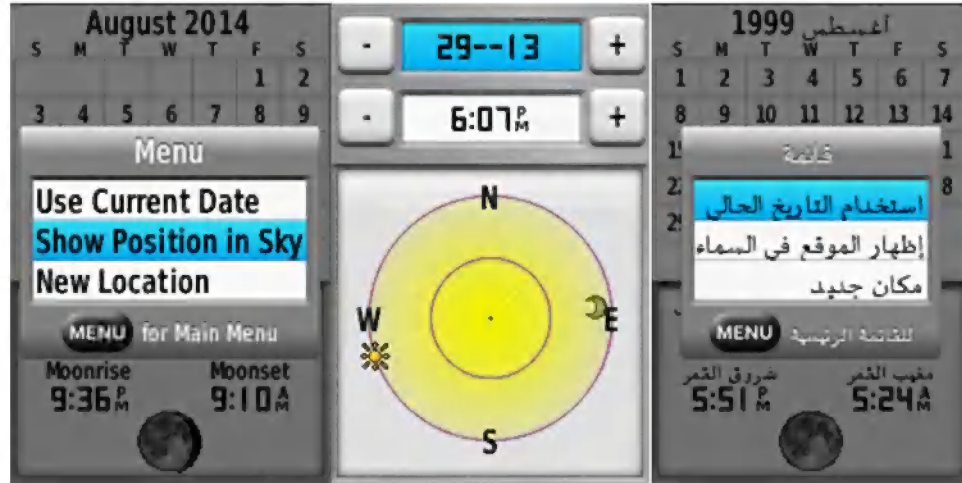 August 2014
S M T W T F S
1 2
3 4 5 6 7 8 9
Menu
Use Current Date
Show Position in Sky
New Location
MENU for Main Menu
Moonrise Moonset
9:36 PM 9:10 AM
- 29--13 +
- 6:07 PM +
N
W E
S
أغسطس 1999
S M T W T F S
1 2 3 4 5 6 7
8 9 10 11 12 13 14
قائمة
استخدام التاريخ الحالي
إظهار الموقع في السماء
مكان جديد
MENU للقائمة الرئيسية
شروق القمر مغيب القمر
5:51 PM 5:24 AM